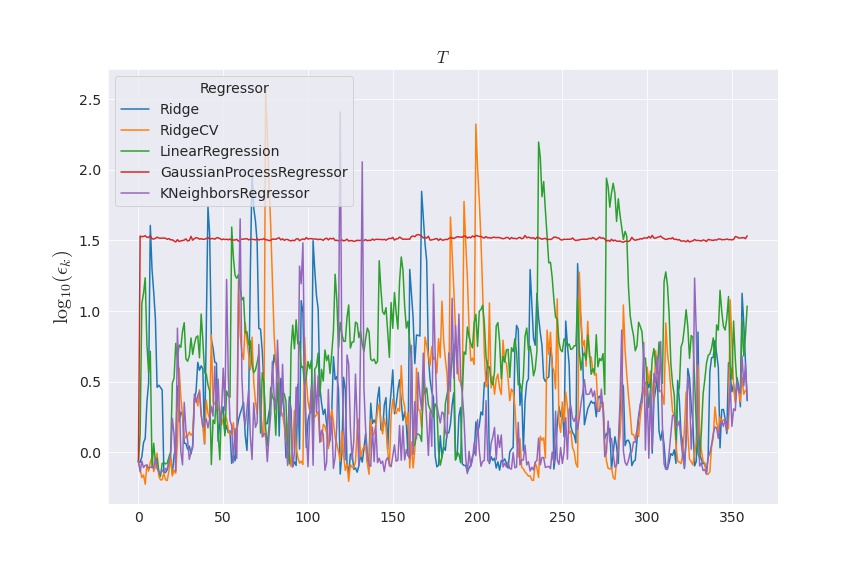 T
Regressor
Ridge
RidgeCV
LinearRegression
GaussianProcessRegressor
KNeighborsRegressor
log₁₀(ϵₖ)
2.5
2.0
1.5
1.0
0.5
0.0
0 50 100 150 200 250 300 350